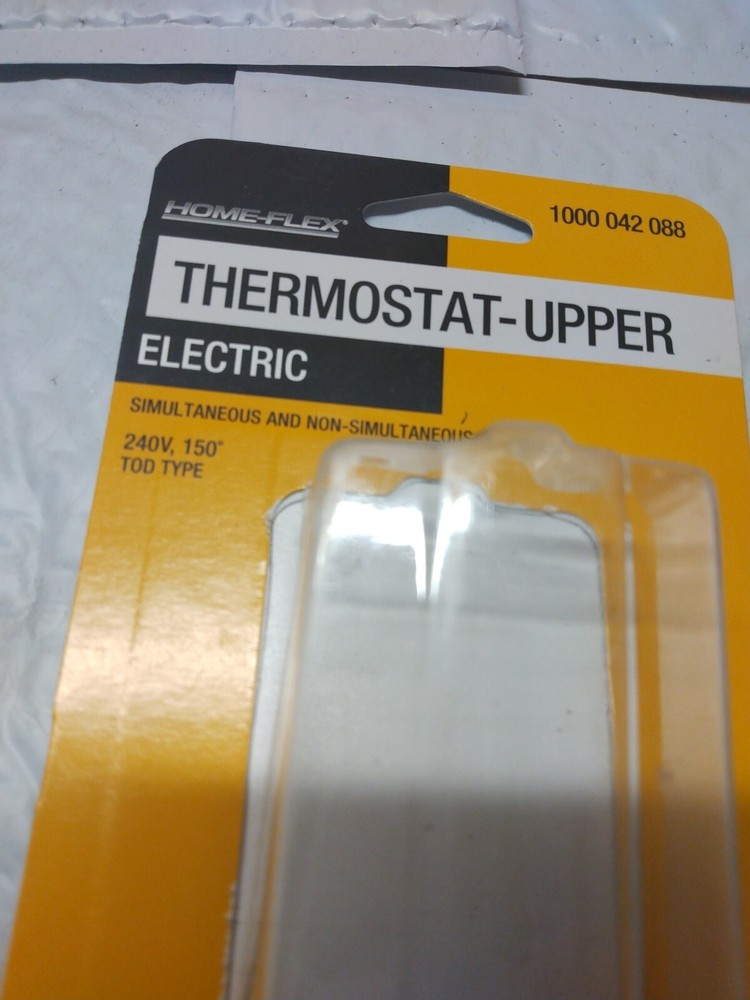 HOME-FLEX®
1000 042 088
THERMOSTAT-UPPER
ELECTRIC
SIMULTANEOUS AND NON-SIMULTANEOUS
240V, 150°
TOD TYPE